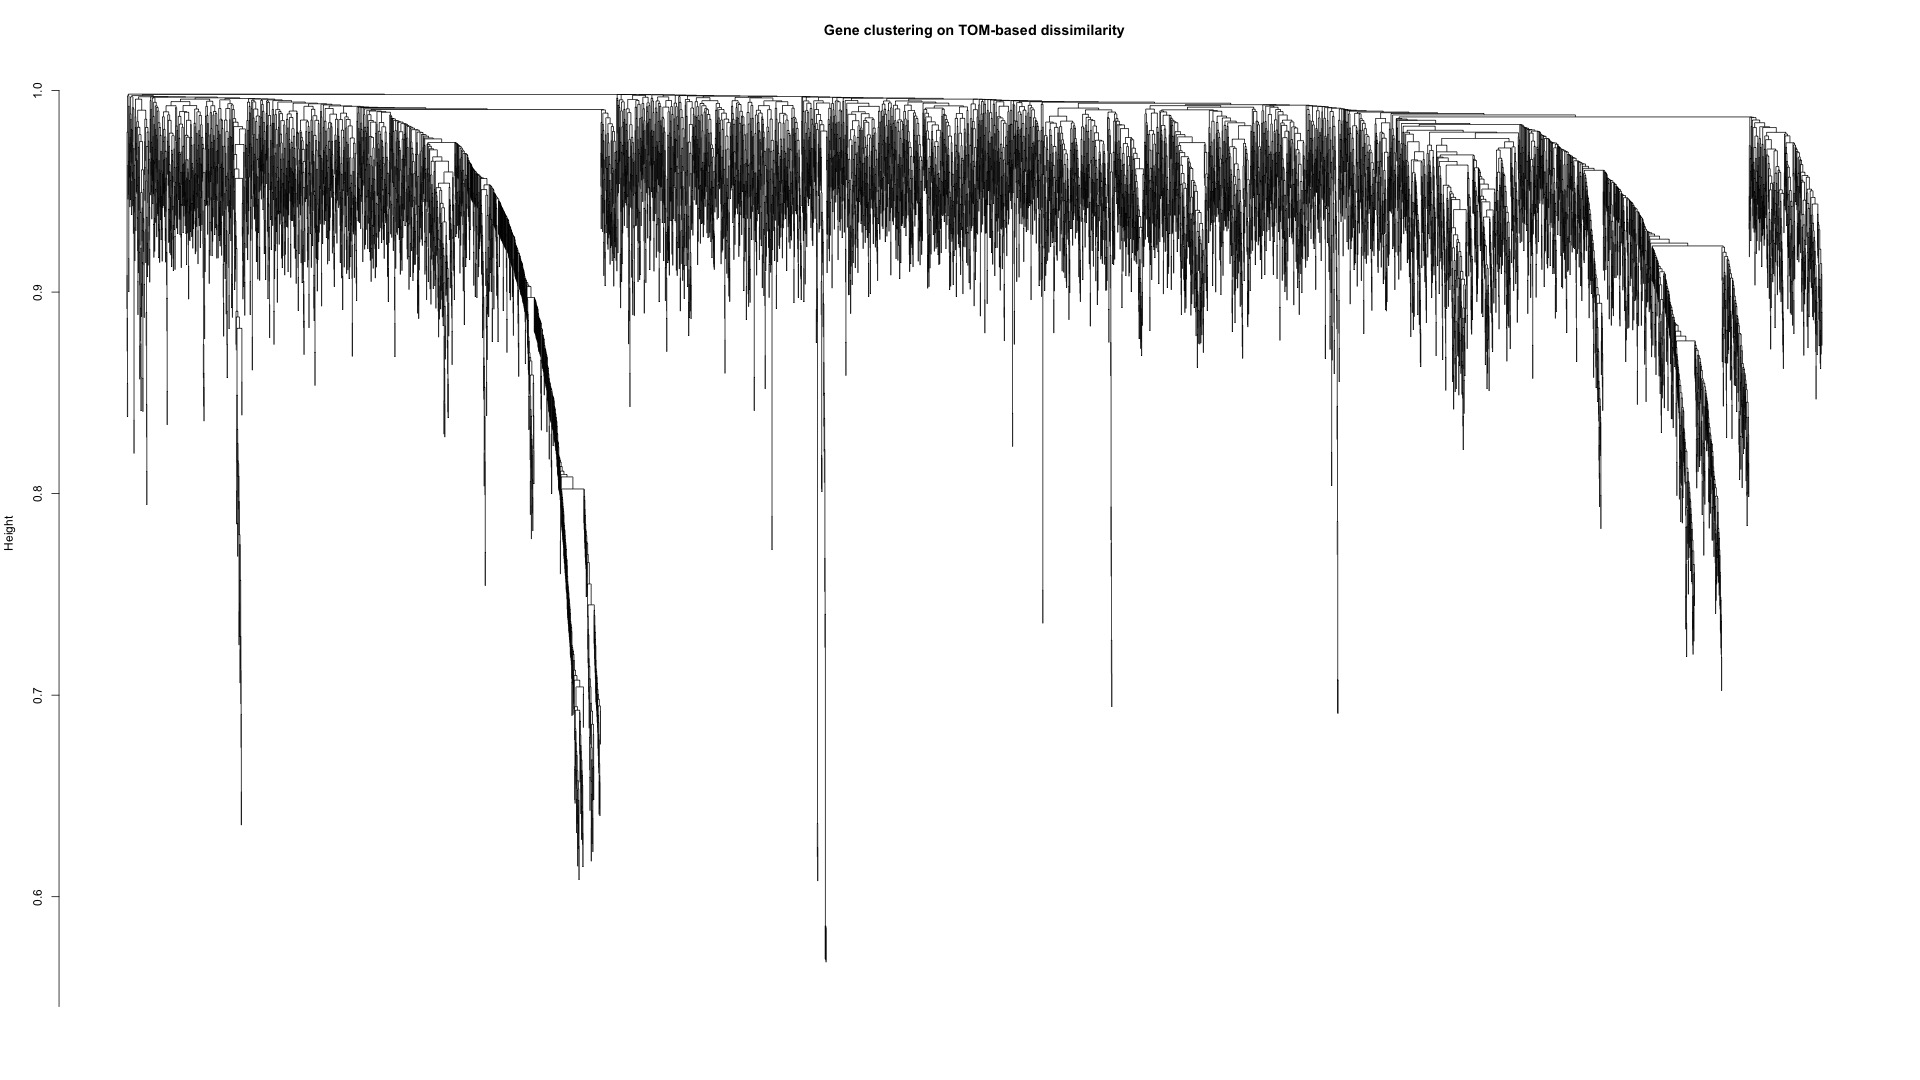 Gene clustering on TOM-based dissimilarity
1.0
0.9
0.8
Height
0.7
0.6